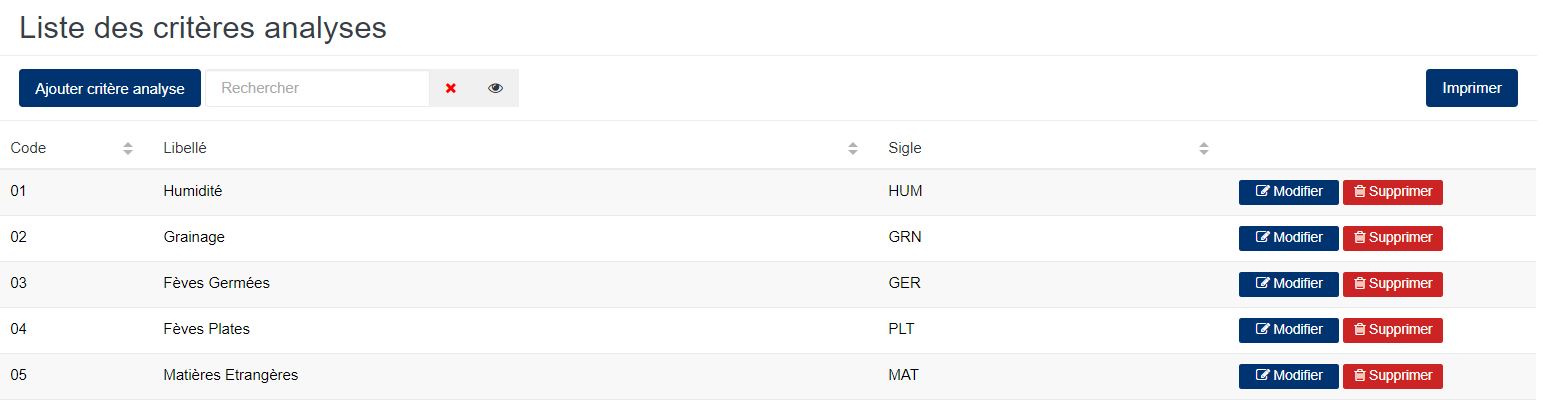 Liste des critères analyses
Ajouter critère analyse Rechercher Imprimer
Code Libellé Sigle
01 Humidité HUM Modifier Supprimer
02 Grainage GRN Modifier Supprimer
03 Fèves Germées GER Modifier Supprimer
04 Fèves Plates PLT Modifier Supprimer
05 Matières Etrangères MAT Modifier Supprimer